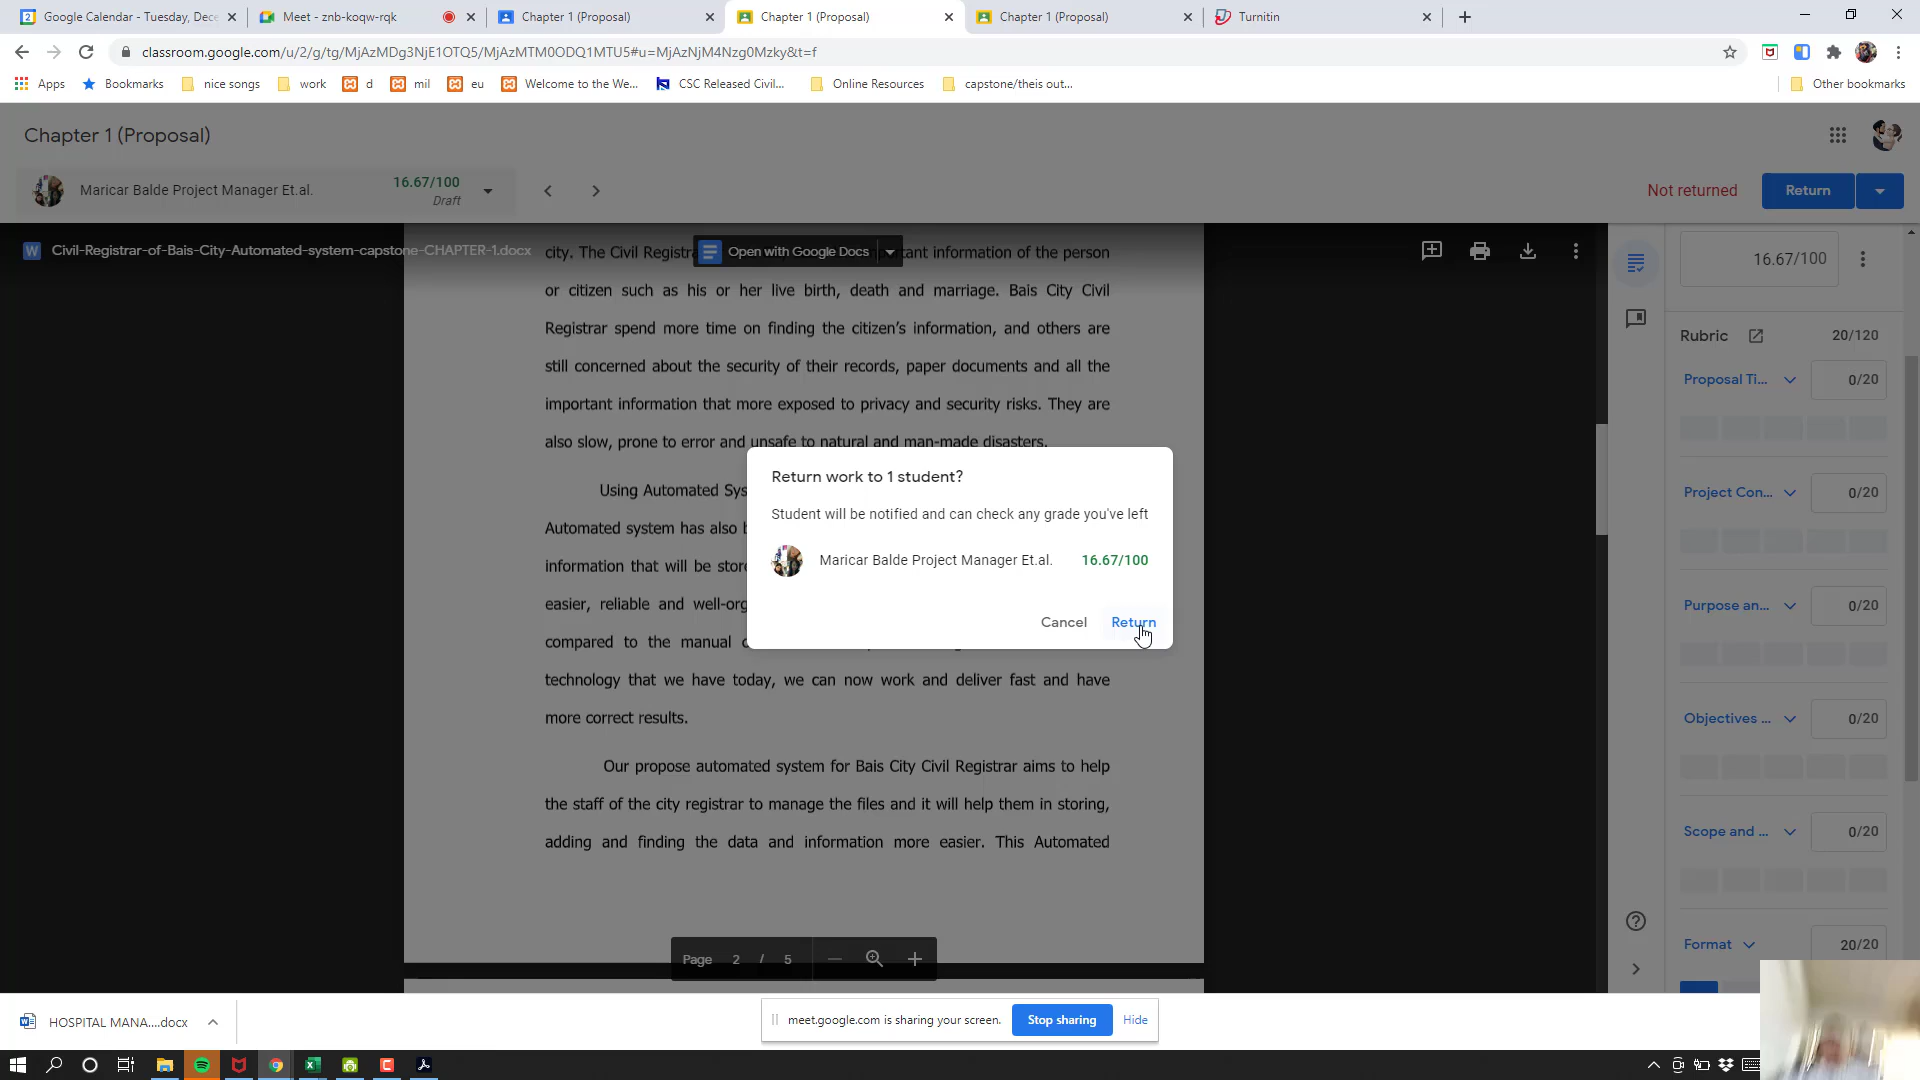 Google Calendar - Tuesday, Dece
Meet - znb-koqw-rqk
Chapter 1 (Proposal)
Chapter 1 (Proposal)
Chapter 1 (Proposal)
Turnitin
classroom.google.com/u/2/g/tg/MjAzMDg3NjE1OTQ5/MjAzMTM0ODQ1MTU5#u=MjAzNjM4Nzg0Mzky&t=f
Apps
Bookmarks
nice songs
work
d
mil
eu
Welcome to the We...
CSC Released Civil...
Online Resources
capstone/theis out...
Other bookmarks
Chapter 1 (Proposal)
Maricar Balde Project Manager Et.al.
16.67/100
Draft
Not returned
Return
Civil-Registrar-of-Bais-City-Automated-system-capstone-CHAPTER-1.docx
Open with Google Docs
city. The Civil Registr
rtant information of the person
or citizen such as his or her live birth, death and marriage. Bais City Civil
Registrar spend more time on finding the citizen's information, and others are
still concerned about the security of their records, paper documents and all the
important information that more exposed to privacy and security risks. They are
also slow, prone to error and unsafe to natural and man-made disasters.
Using Automated Sys
Automated system has also b
information that will be store
easier, reliable and well-org
compared to the manual
technology that we have today, we can now work and deliver fast and have
more correct results.
Our propose automated system for Bais City Civil Registrar aims to help
the staff of the city registrar to manage the files and it will help them in storing,
adding and finding the data and information more easier. This Automated
Return work to 1 student?
Student will be notified and can check any grade you've left
Maricar Balde Project Manager Et.al.
16.67/100
Cancel
Return
Page 2 / 5
16.67/100
Rubric
20/120
Proposal Ti...
0/20
Project Con...
0/20
Purpose an...
0/20
Objectives ...
0/20
Scope and ...
0/20
Format
20/20
HOSPITAL MANA....docx
meet.google.com is sharing your screen.
Stop sharing
Hide